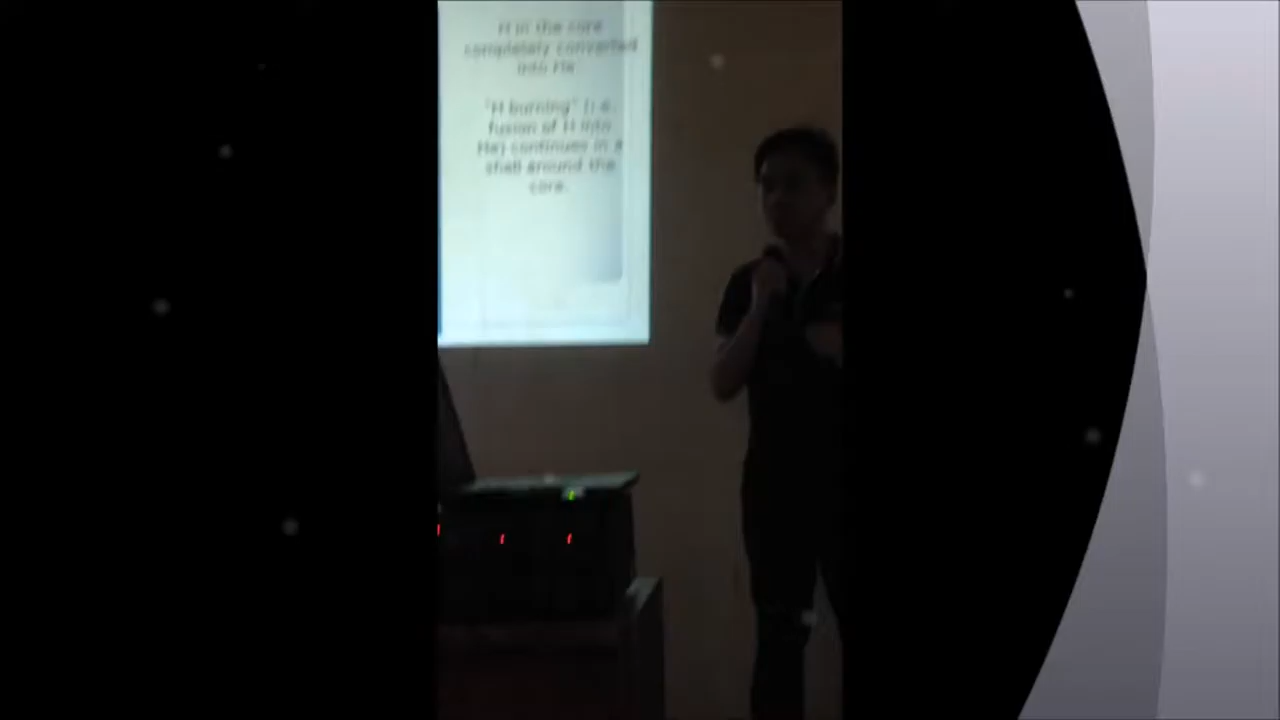 H in the core
completely converted
into He
"H burning" (i.e.
fusion of H into
He) continues in a
shell around the
core.